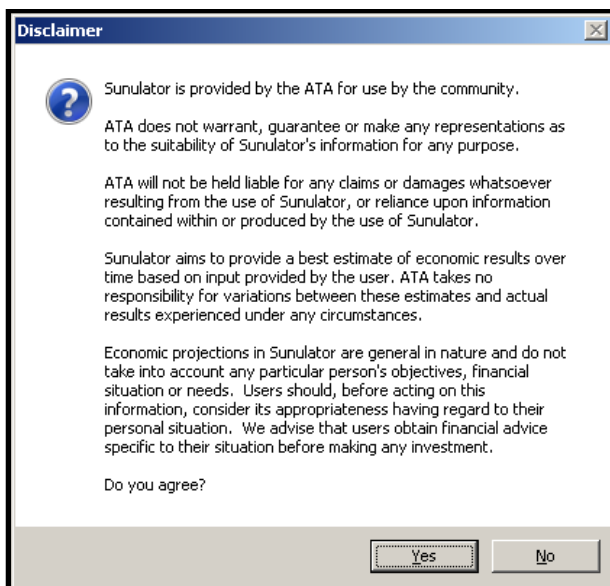 Disclaimer
Sunulator is provided by the ATA for use by the community.
ATA does not warrant, guarantee or make any representations as
to the suitability of Sunulator's information for any purpose.
ATA will not be held liable for any claims or damages whatsoever
resulting from the use of Sunulator, or reliance upon information
contained within or produced by the use of Sunulator.
Sunulator aims to provide a best estimate of economic results over
time based on input provided by the user. ATA takes no
responsibility for variations between these estimates and actual
results experienced under any circumstances.
Economic projections in Sunulator are general in nature and do not
take into account any particular person's objectives, financial
situation or needs.  Users should, before acting on this
information, consider its appropriateness having regard to their
personal situation.  We advise that users obtain financial advice
specific to their situation before making any investment.
Do you agree?
Yes
No